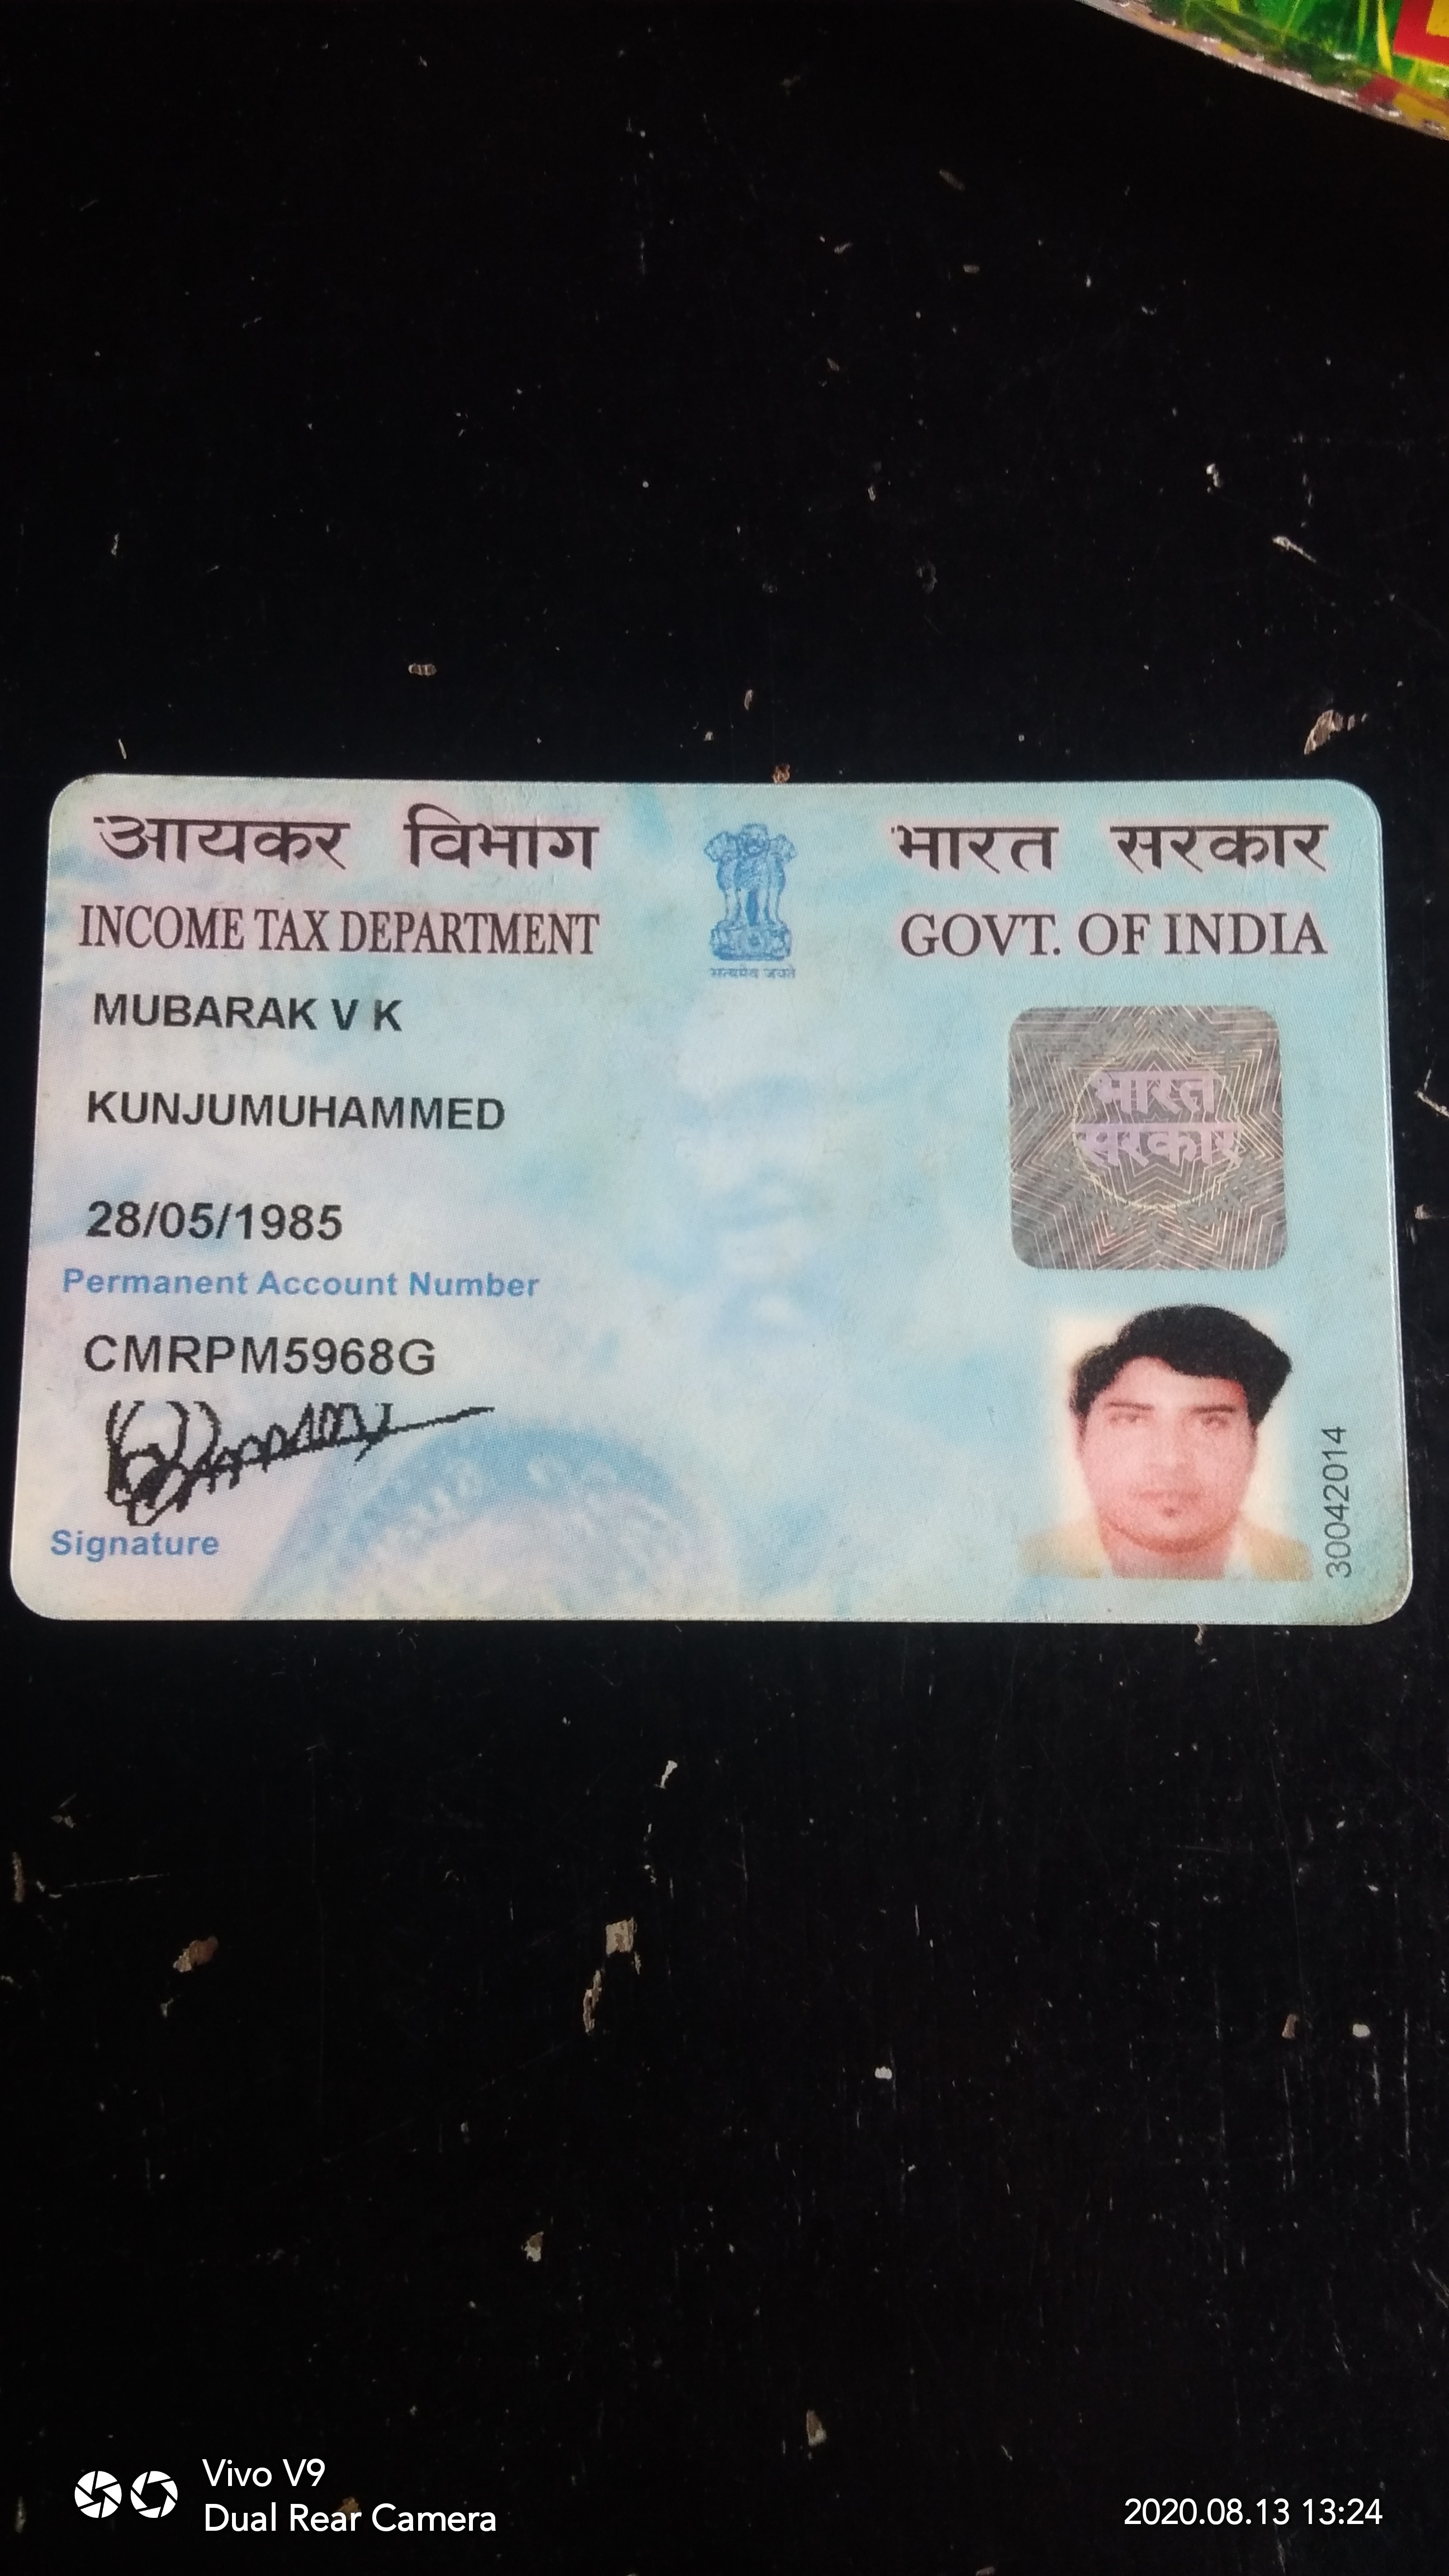 आयकर विभाग
INCOME TAX DEPARTMENT
सत्यमेव जयते
भारत सरकार
GOVT. OF INDIA
MUBARAK V K
KUNJUMUHAMMED
28/05/1985
Permanent Account Number
CMRPM5968G
Signature
भारत
सरकार
30042014
Vivo V9
Dual Rear Camera
2020.08.13 13:24